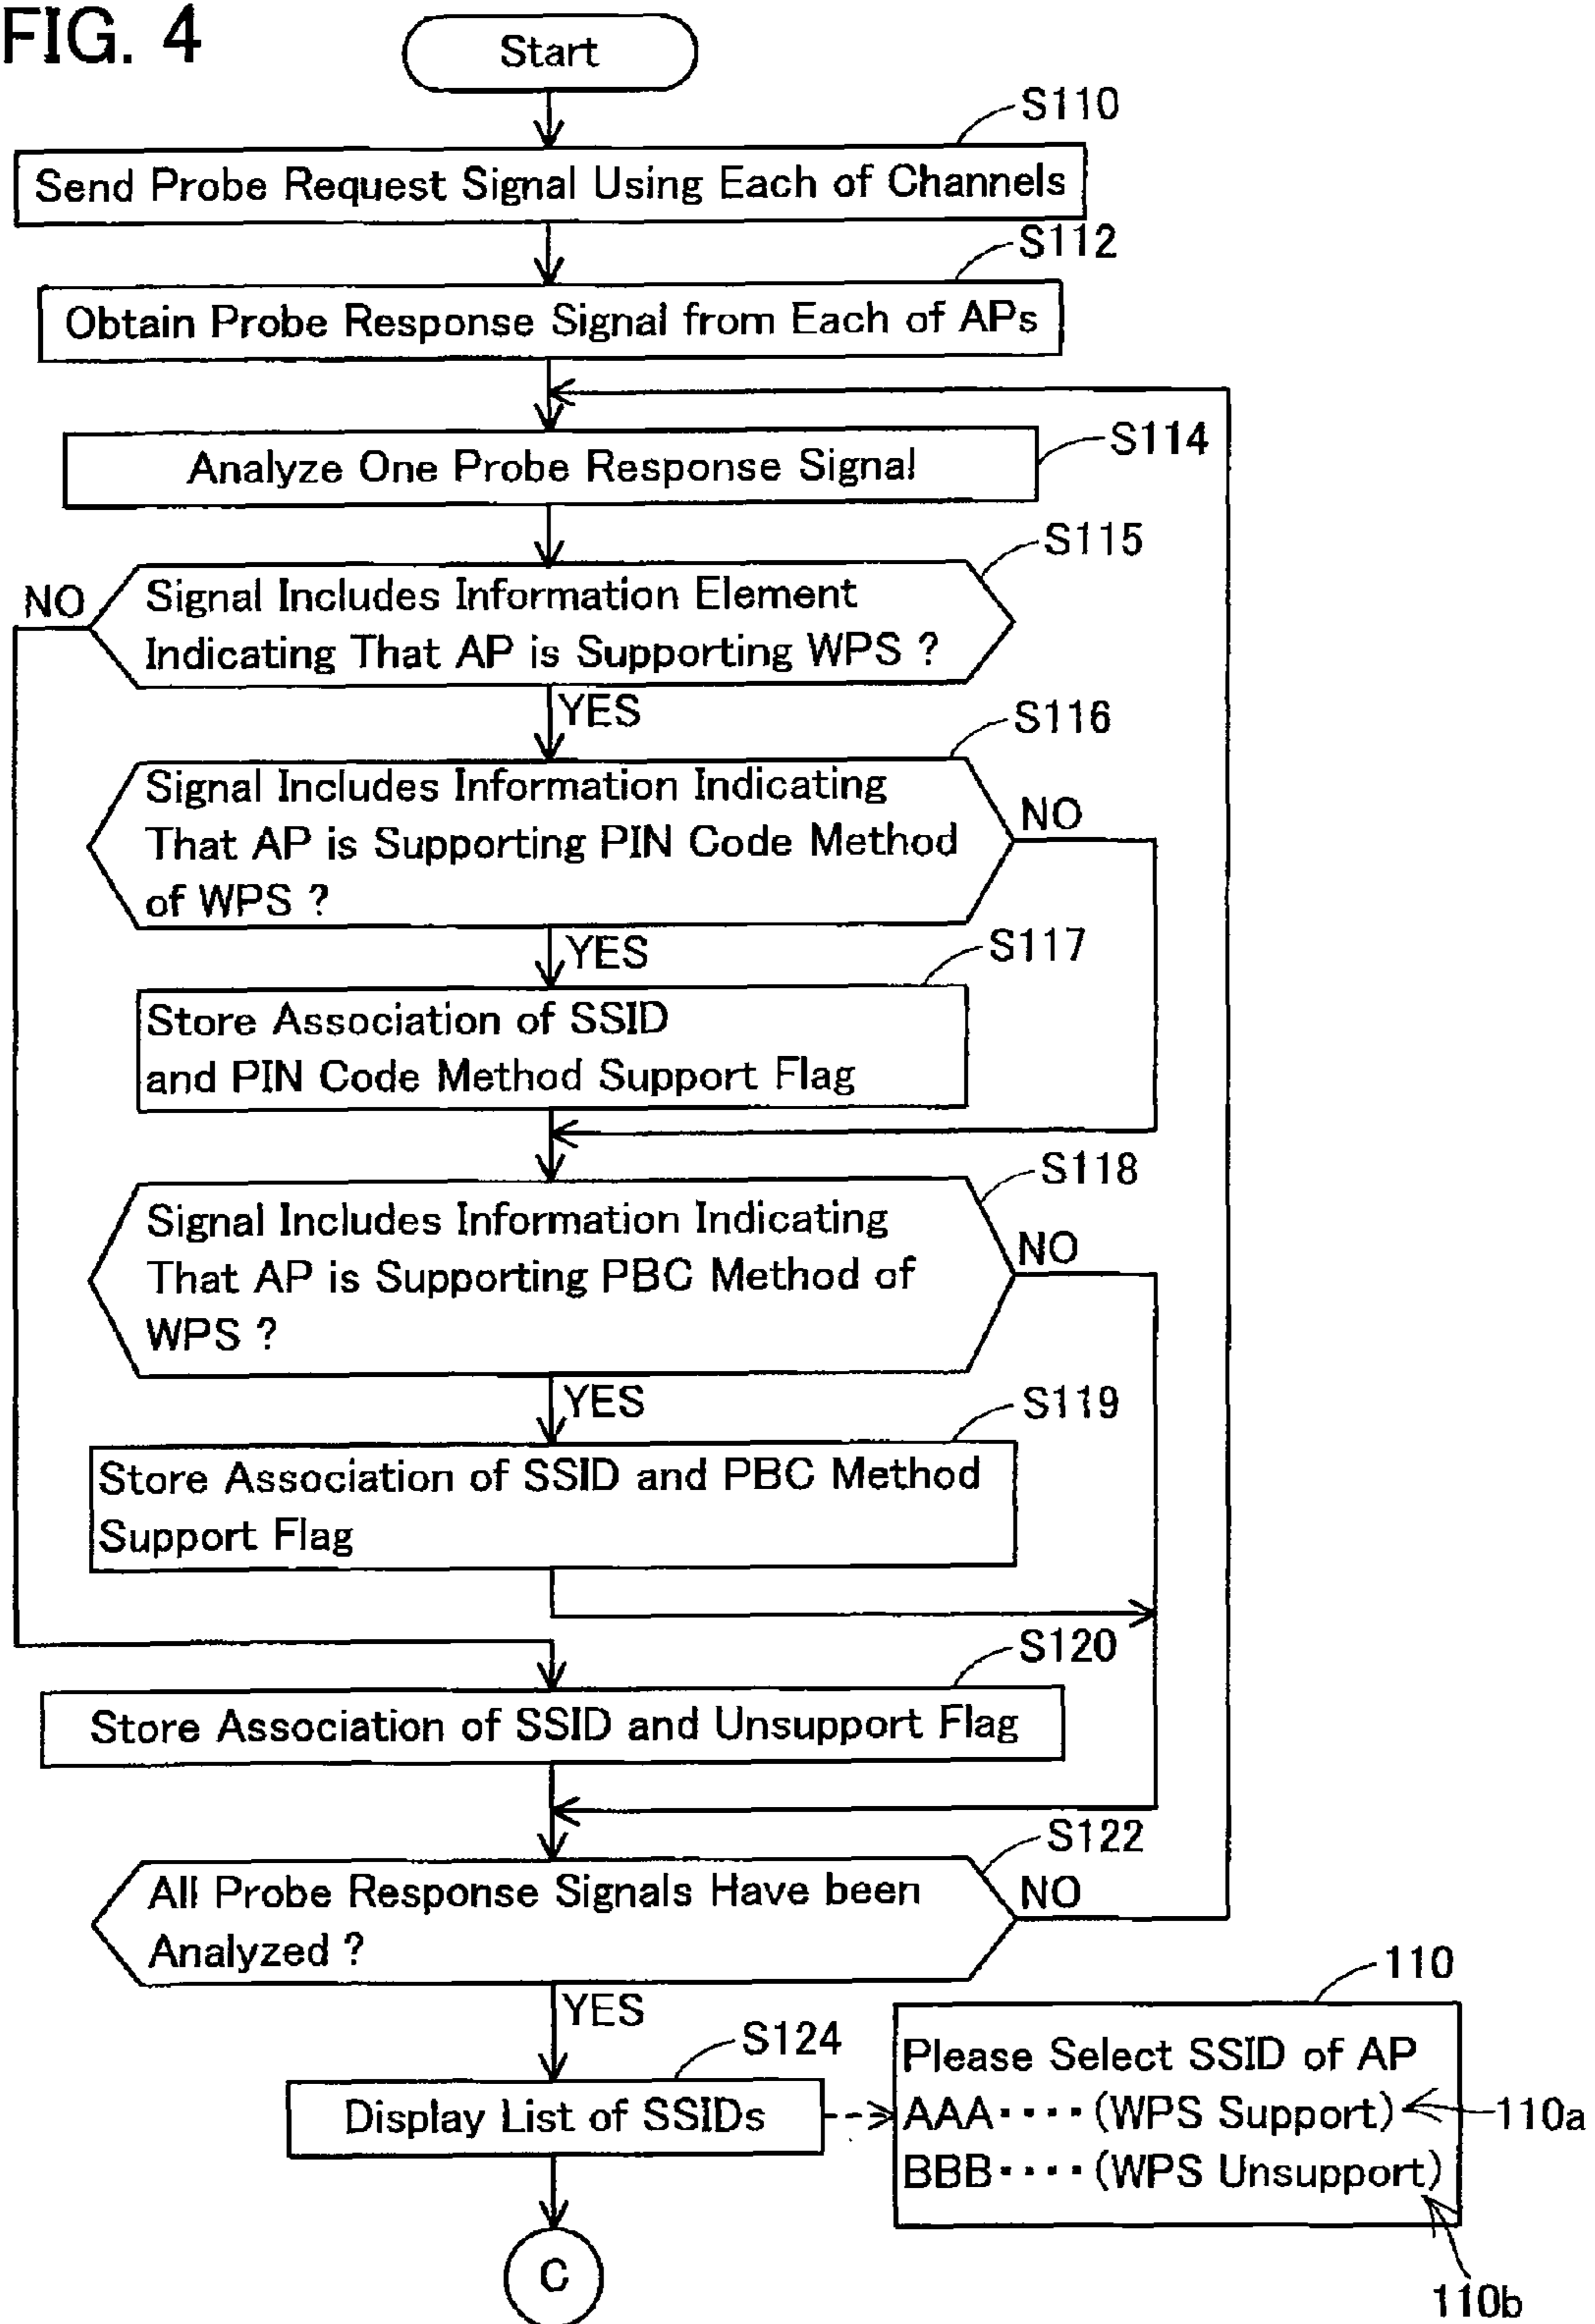 FIG. 4
Start
S110
Send Probe Request Signal Using Each of Channels
S112
Obtain Probe Response Signal from Each of APs
S114
Analyze One Probe Response Signal
S115
NO
Signal Includes Information Element
Indicating That AP is Supporting WPS ?
YES
S116
Signal Includes Information Indicating
That AP is Supporting PIN Code Method
of WPS ?
NO
YES
S117
Store Association of SSID
and PIN Code Method Support Flag
S118
Signal Includes Information Indicating
That AP is Supporting PBC Method of
WPS ?
NO
YES
S119
Store Association of SSID and PBC Method
Support Flag
S120
Store Association of SSID and Unsupport Flag
S122
All Probe Response Signals Have been
Analyzed ?
NO
YES
S124
Display List of SSIDs
110
Please Select SSID of AP
AAA････(WPS Support)
110a
BBB････(WPS Unsupport)
110b
C